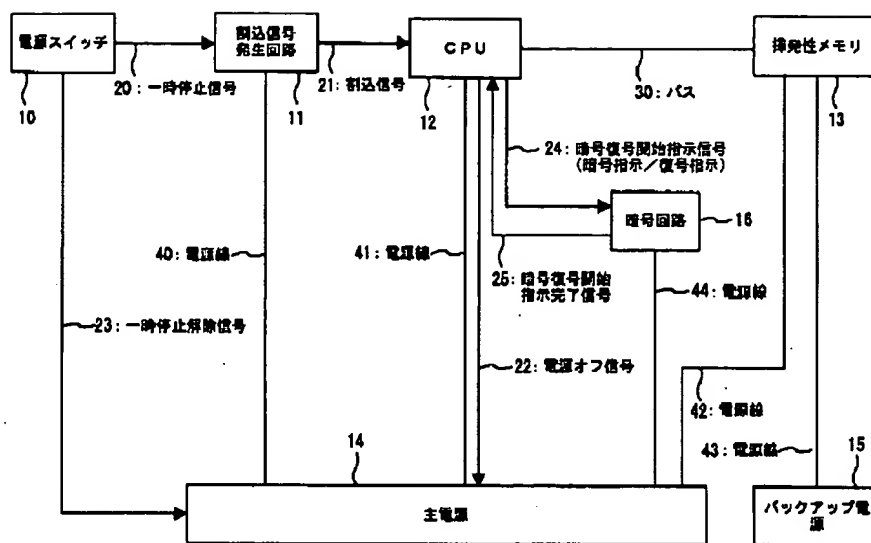 電源スイッチ
10
20：一時停止信号
割込信号
発生回路
11
21：割込信号
CPU
12
30：バス
揮発性メモリ
13
24：暗号復号開始指示信号
（暗号指示／復号指示）
暗号回路
16
25：暗号復号開始
指示完了信号
40：電源線
41：電源線
44：電源線
23：一時停止解除信号
22：電源オフ信号
42：電源線
43：電源線
14
主電源
15
バックアップ電
源